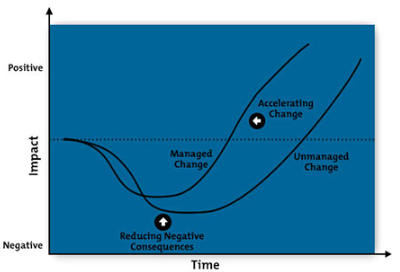 Positive
Impact
Negative
Accelerating
Change
Managed
Change
Unmanaged
Change
Reducing Negative
Consequences
Time